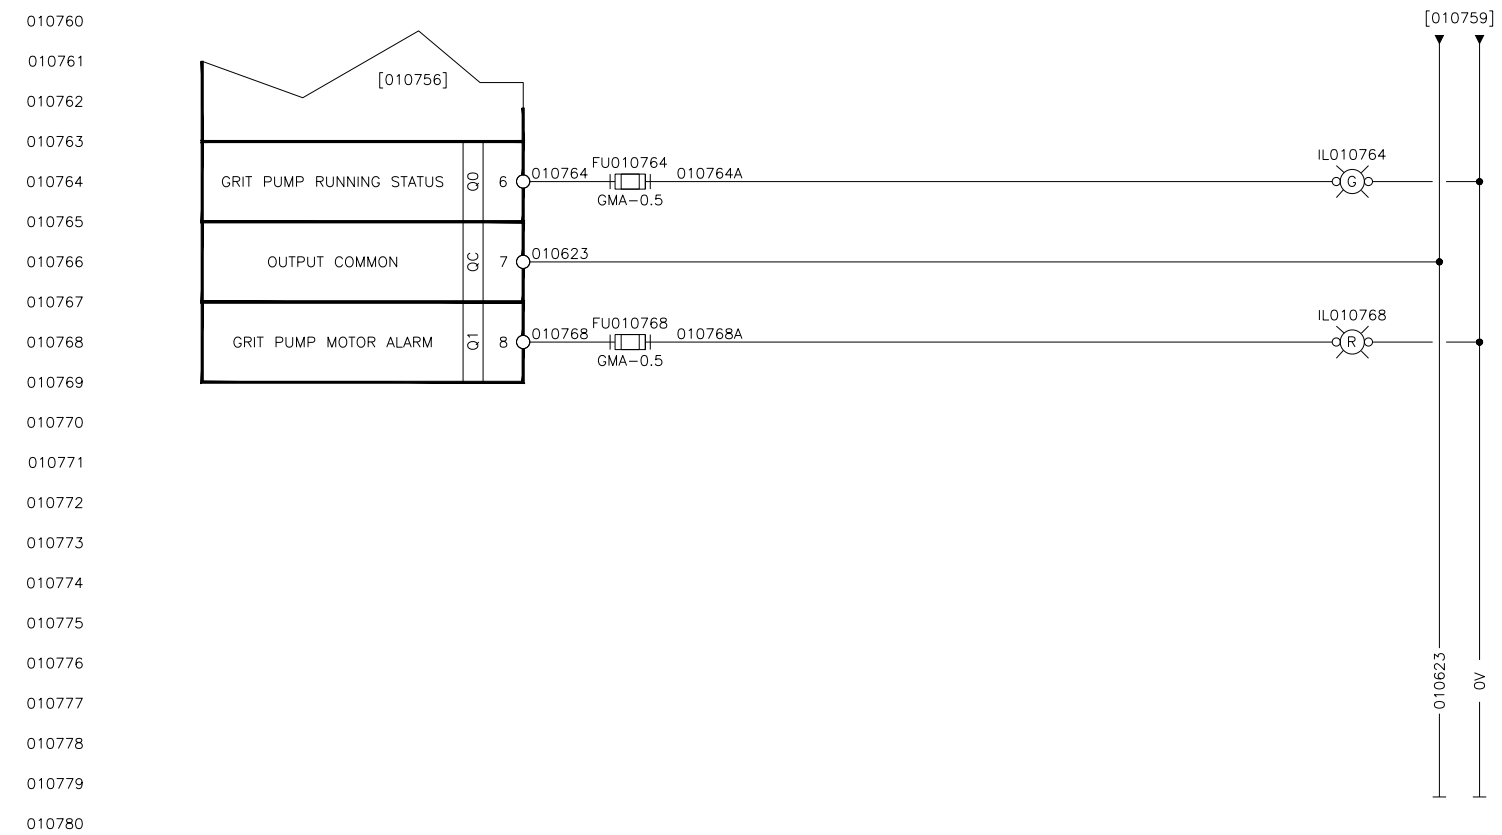 010760
[010759]
010761
[010756]
010762
010763
FU010764
IL010764
010764
GRIT PUMP RUNNING STATUS
Q0
6
010764
010764A
G
GMA-0.5
010765
010766
OUTPUT COMMON
QC
7
010623
010767
FU010768
IL010768
010768
GRIT PUMP MOTOR ALARM
Q1
8
010768
010768A
R
GMA-0.5
010769
010770
010771
010772
010773
010774
010775
010776
010623
0V
010777
010778
010779
010780